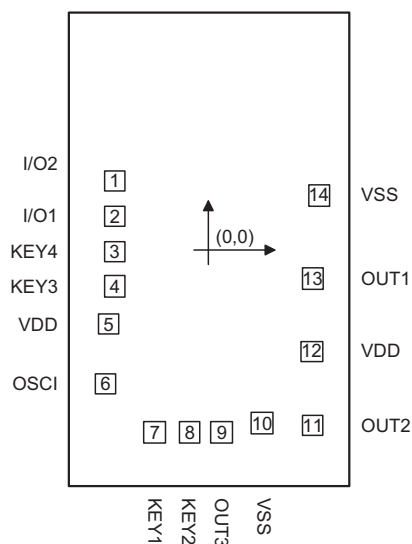 I/O2
1
14
VSS
I/O1
2
(0,0)
KEY4
3
KEY3
4
13
OUT1
VDD
5
12
VDD
OSCI
6
7
8
9
10
11
OUT2
KEY1
KEY2
OUT3
VSS